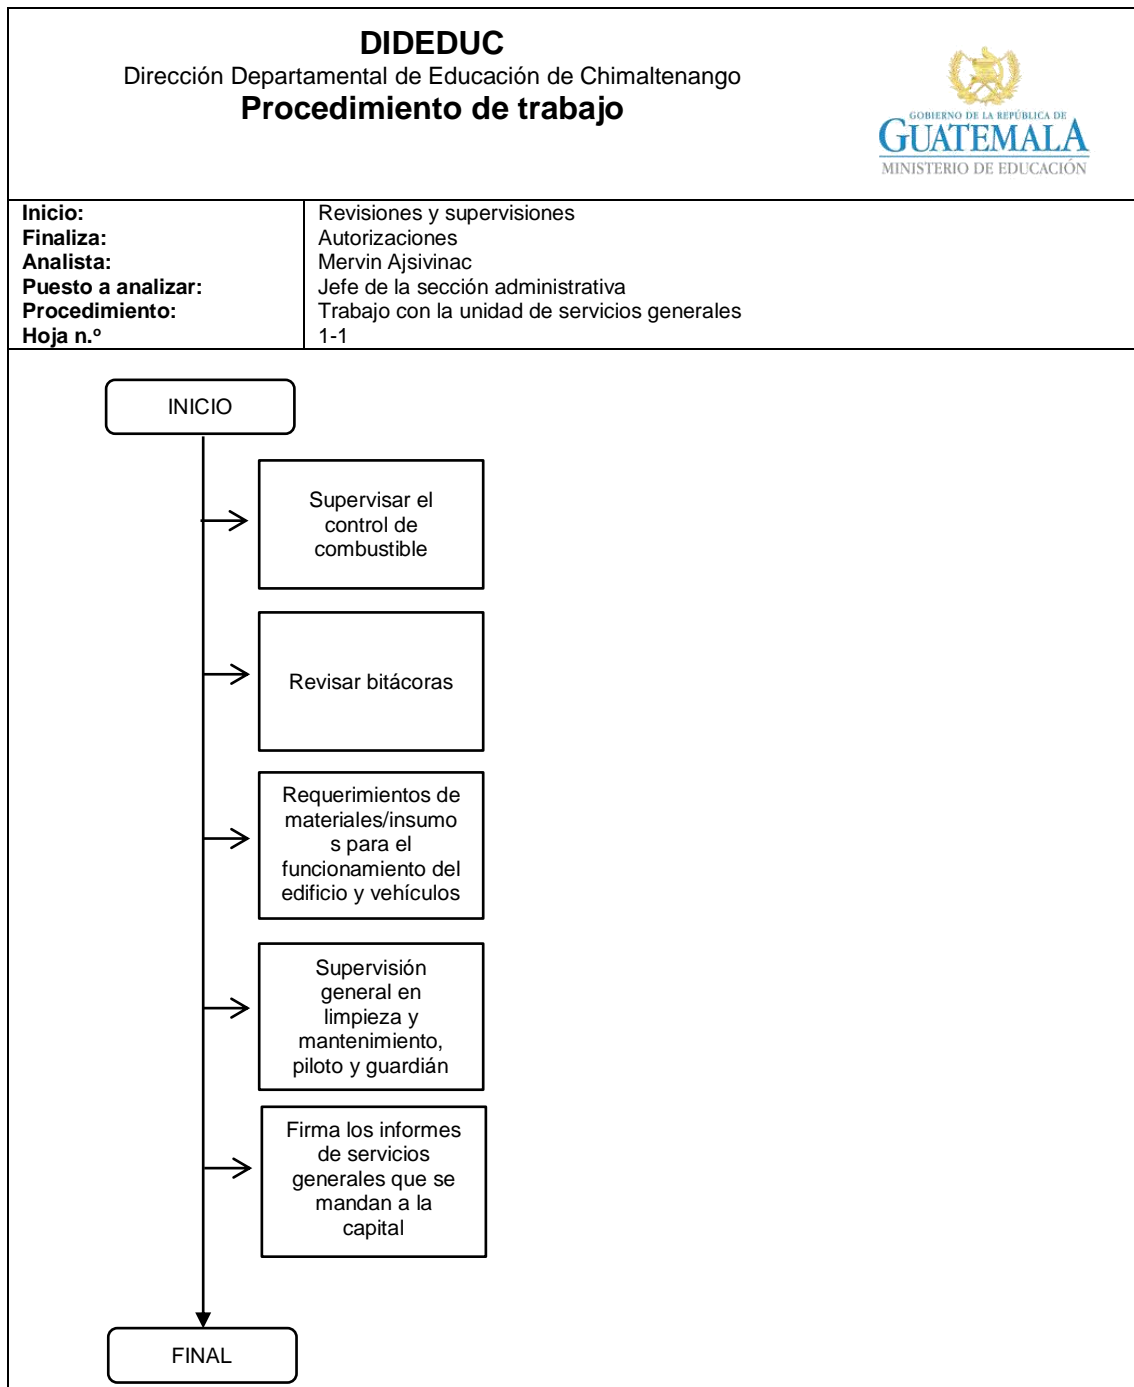 DIDEDUC
Dirección Departamental de Educación de Chimaltenango
Procedimiento de trabajo
GOBIERNO DE LA REPÚBLICA DE
GUATEMALA
MINISTERIO DE EDUCACIÓN
Inicio: Revisiones y supervisiones
Finaliza: Autorizaciones
Analista: Mervin Ajsivinac
Puesto a analizar: Jefe de la sección administrativa
Procedimiento: Trabajo con la unidad de servicios generales
Hoja n.º 1-1
INICIO
Supervisar el
control de
combustible
Revisar bitácoras
Requerimientos de
materiales/insumo
s para el
funcionamiento del
edificio y vehículos
Supervisión
general en
limpieza y
mantenimiento,
piloto y guardián
Firma los informes
de servicios
generales que se
mandan a la
capital
FINAL